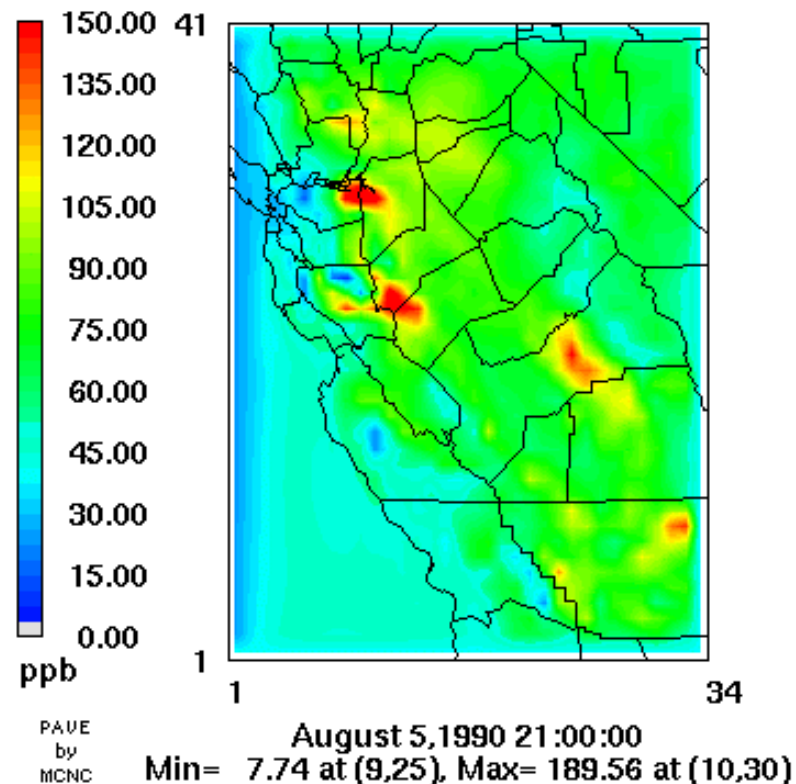 150.00
135.00
120.00
105.00
90.00
75.00
60.00
45.00
30.00
15.00
0.00
ppb
41
1
1
34
PAVE
by
MCNC
August 5,1990 21:00:00
Min= 7.74 at (9,25), Max= 189.56 at (10,30)